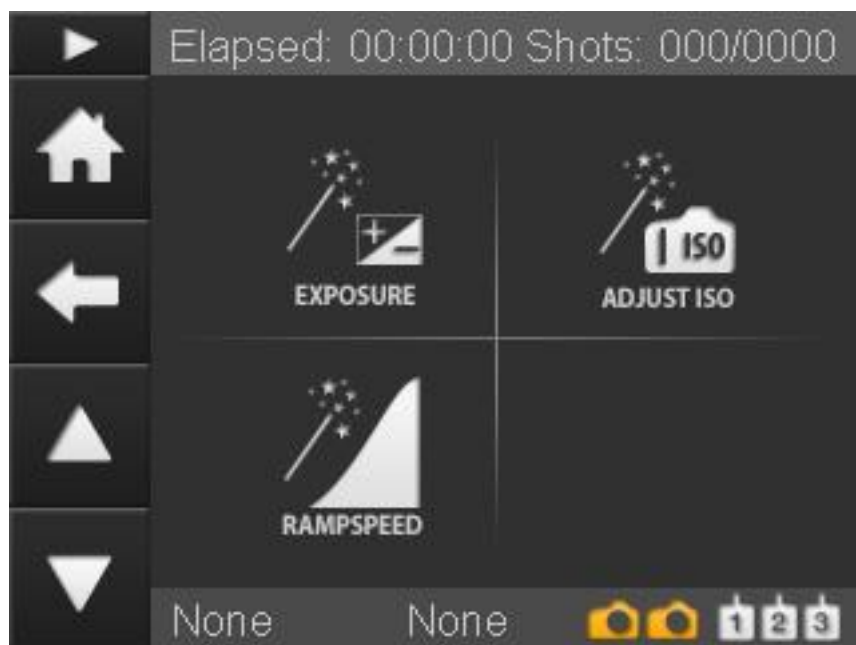 Elapsed: 00:00:00 Shots: 000/0000
EXPOSURE
ISO
ADJUST ISO
RAMPSPEED
None None 1 2 3